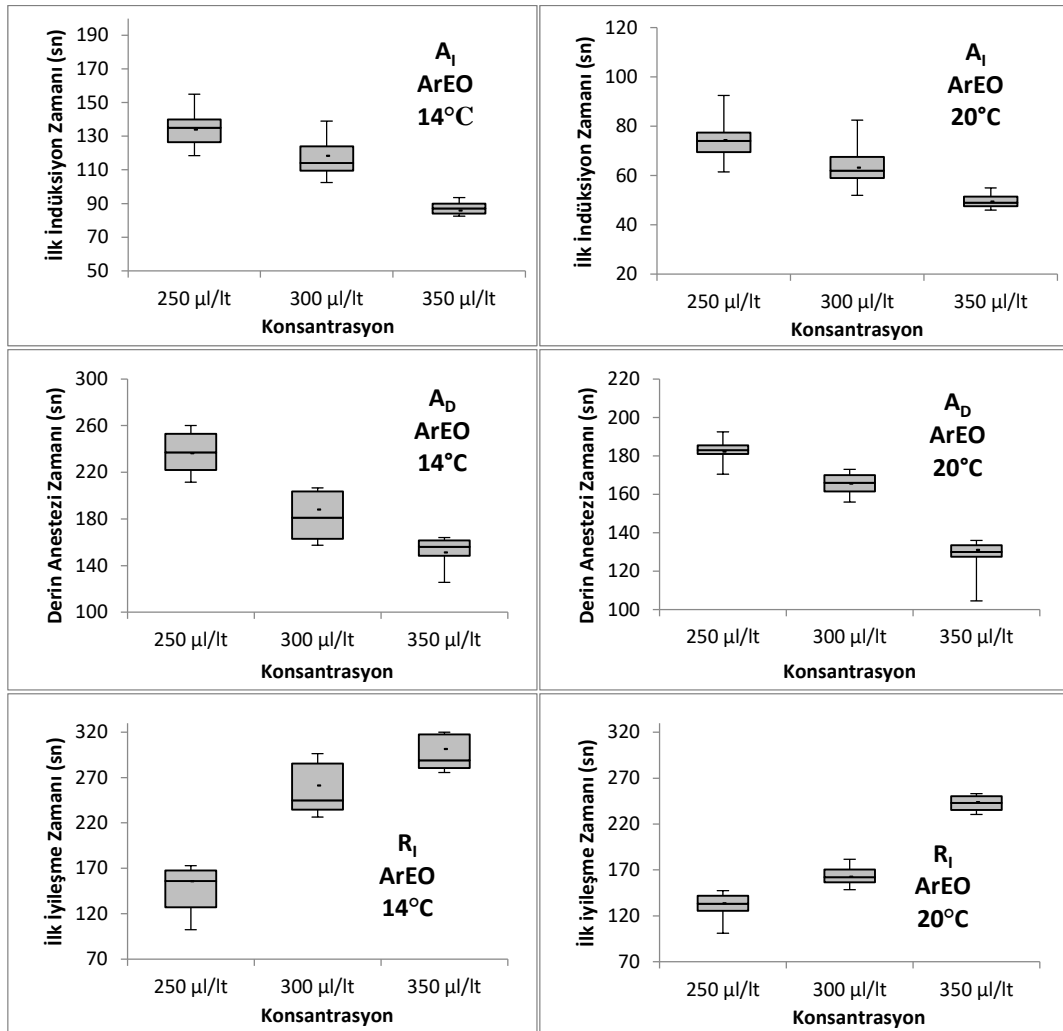 İlk İndüksiyon Zamanı (sn)
190
170
150
130
110
90
70
50
A_I
ArEO
14°C
250 µl/lt
300 µl/lt
350 µl/lt
Konsantrasyon
İlk İndüksiyon Zamanı (sn)
120
100
80
60
40
20
A_I
ArEO
20°C
250 µl/lt
300 µl/lt
350 µl/lt
Konsantrasyon
Derin Anestezi Zamanı (sn)
300
260
220
180
140
100
A_D
ArEO
14°C
250 µl/lt
300 µl/lt
350 µl/lt
Konsantrasyon
Derin Anestezi Zamanı (sn)
220
200
180
160
140
120
100
A_D
ArEO
20°C
250 µl/lt
300 µl/lt
350 µl/lt
Konsantrasyon
İlk İyileşme Zamanı (sn)
320
270
220
170
120
70
R_I
ArEO
14°C
250 µl/lt
300 µl/lt
350 µl/lt
Konsantrasyon
İlk iyileşme Zamanı (sn)
320
270
220
170
120
70
R_I
ArEO
20°C
250 µl/lt
300 µl/lt
350 µl/lt
Konsantrasyon